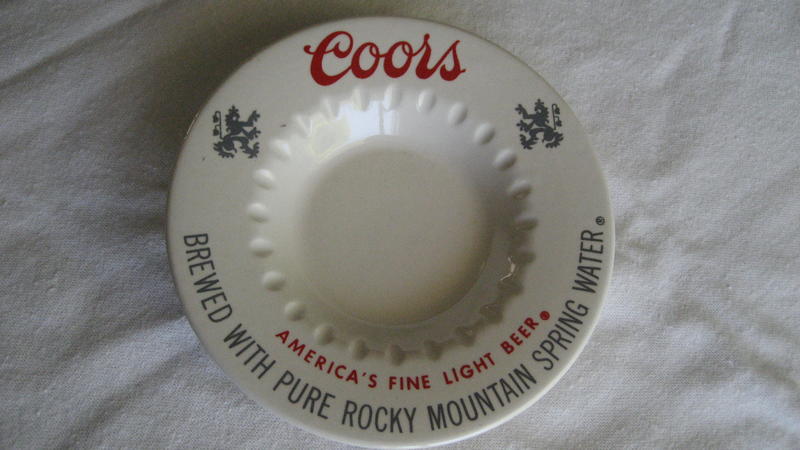 Coors
AMERICA'S FINE LIGHT BEER®
BREWED WITH PURE ROCKY MOUNTAIN SPRING WATER®